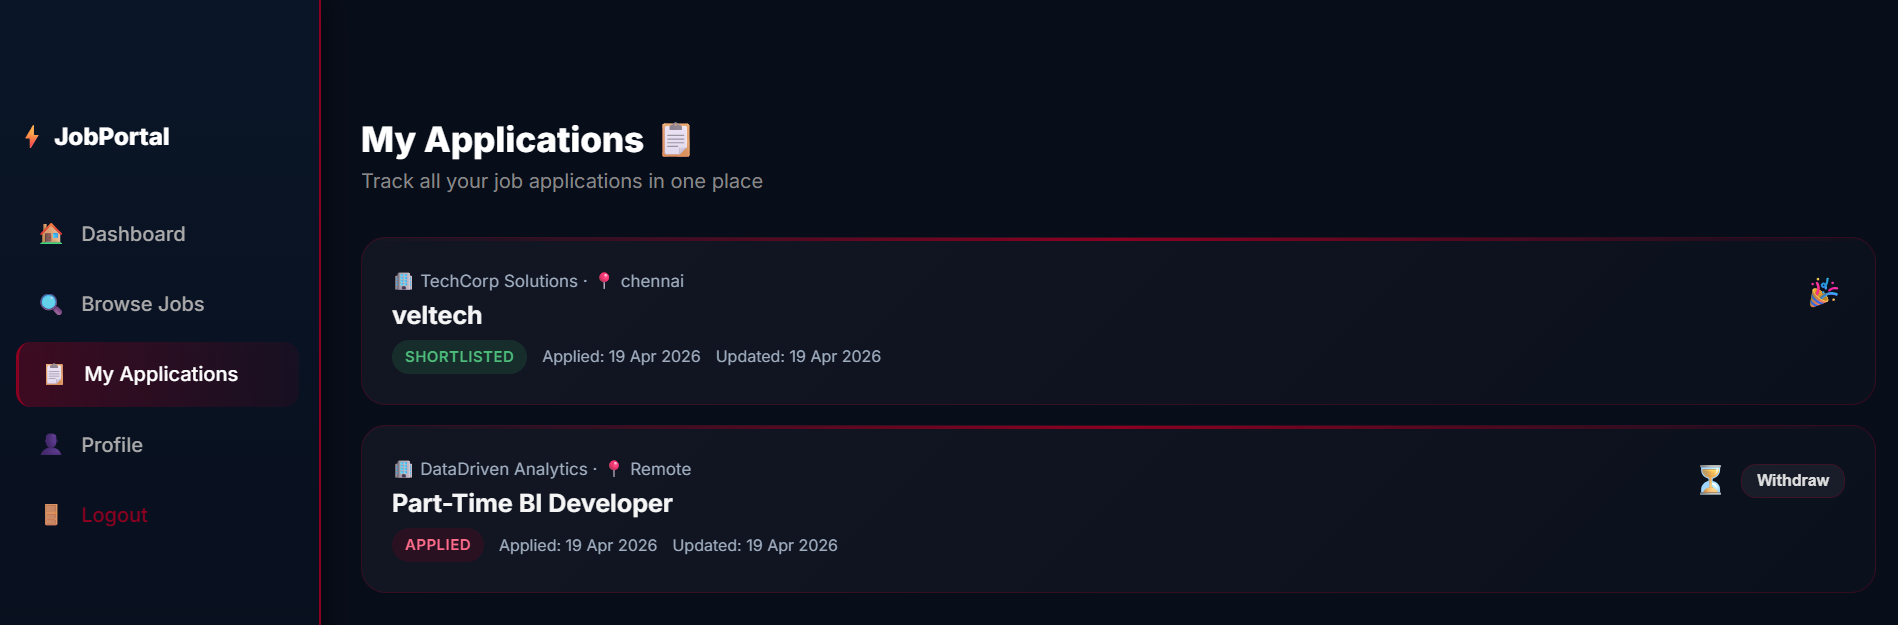 JobPortal
Dashboard
Browse Jobs
My Applications
Profile
Logout
My Applications
Track all your job applications in one place
TechCorp Solutions · chennai
veltech
SHORTLISTED Applied: 19 Apr 2026 Updated: 19 Apr 2026
DataDriven Analytics · Remote
Part-Time BI Developer
Withdraw
APPLIED Applied: 19 Apr 2026 Updated: 19 Apr 2026